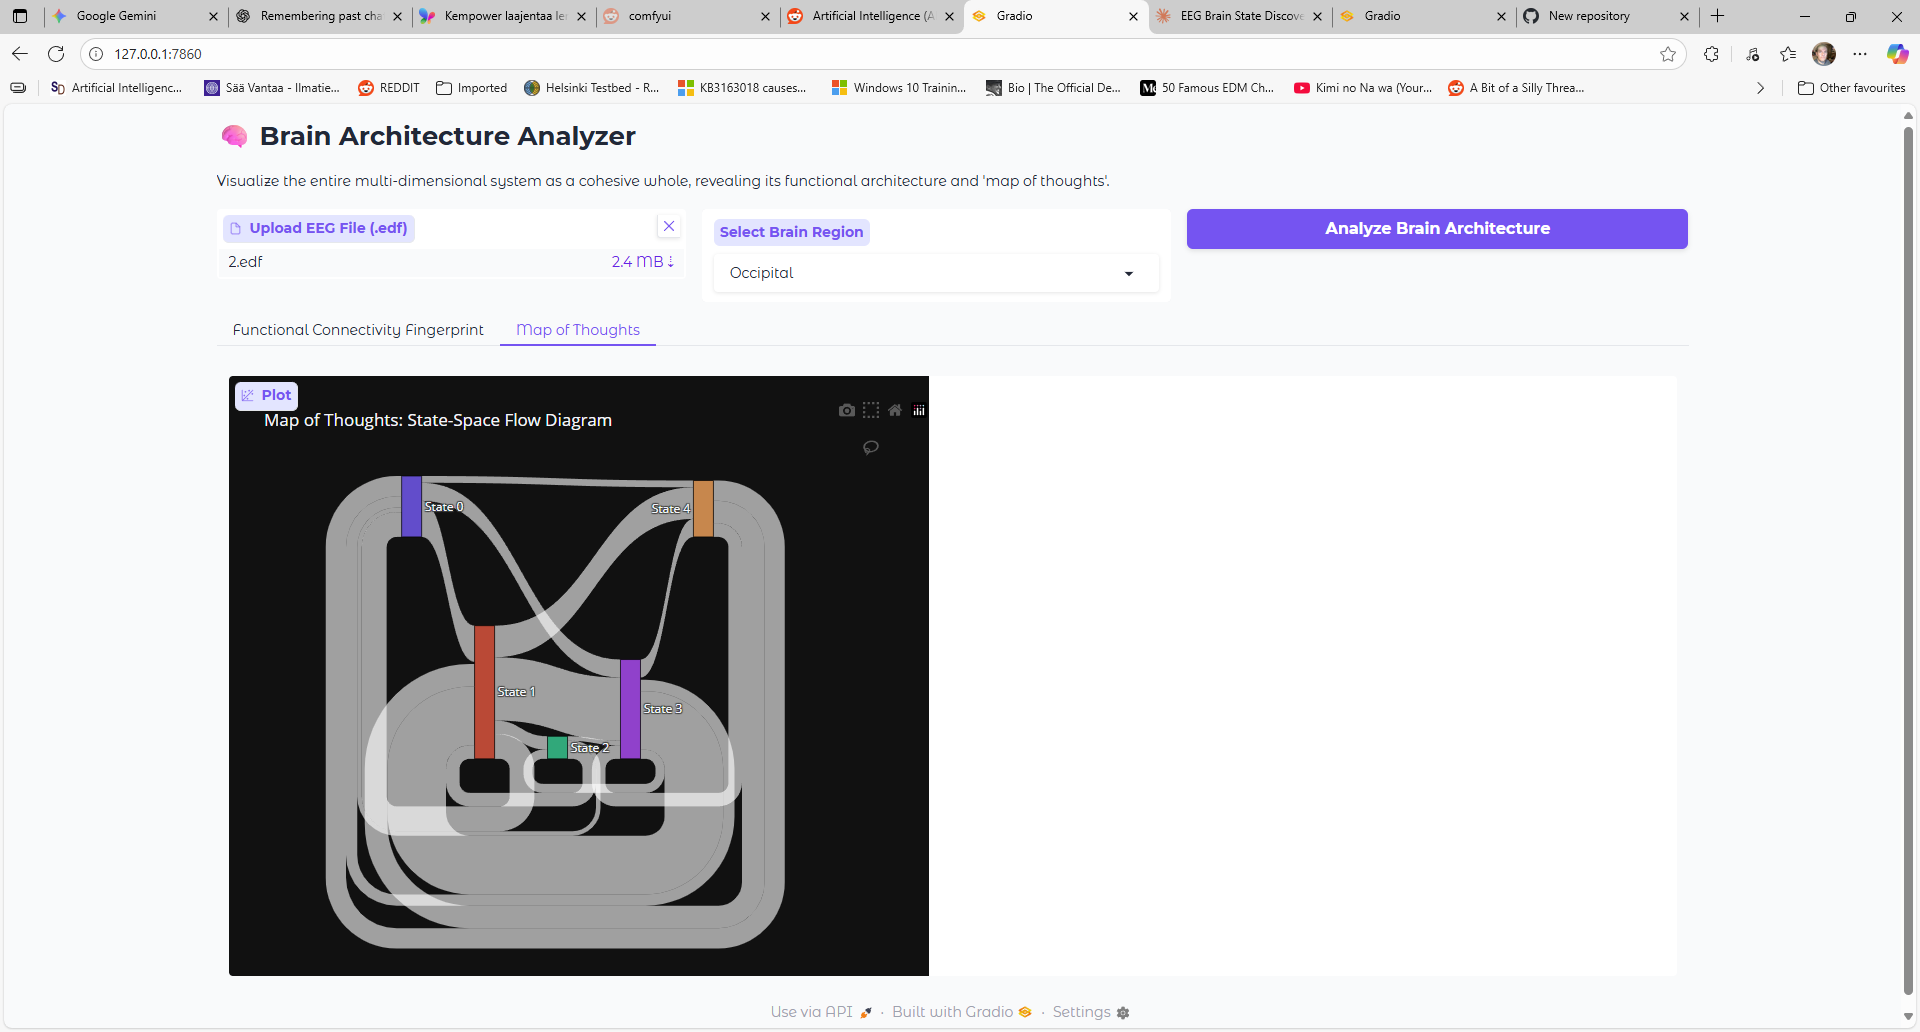 Google Gemini
Remembering past cha
Kempower laajentaa le
comfyui
Artificial Intelligence (A
Gradio
EEG Brain State Discove
Gradio
New repository
127.0.0.1:7860
Artificial Intelligenc...
Sää Vantaa - Ilmatie...
REDDIT
Imported
Helsinki Testbed - R...
KB3163018 causes...
Windows 10 Trainin...
Bio | The Official De...
50 Famous EDM Ch...
Kimi no Na wa (Your...
A Bit of a Silly Threa...
Other favourites
🧠 Brain Architecture Analyzer
Visualize the entire multi-dimensional system as a cohesive whole, revealing its functional architecture and 'map of thoughts'.
Upload EEG File (.edf)
2.edf
2.4 MB ⇣
Select Brain Region
Occipital
Analyze Brain Architecture
Functional Connectivity Fingerprint
Map of Thoughts
Plot
Map of Thoughts: State-Space Flow Diagram
State 0
State 4
State 1
State 3
State 2
Use via API 🚀 · Built with Gradio · Settings